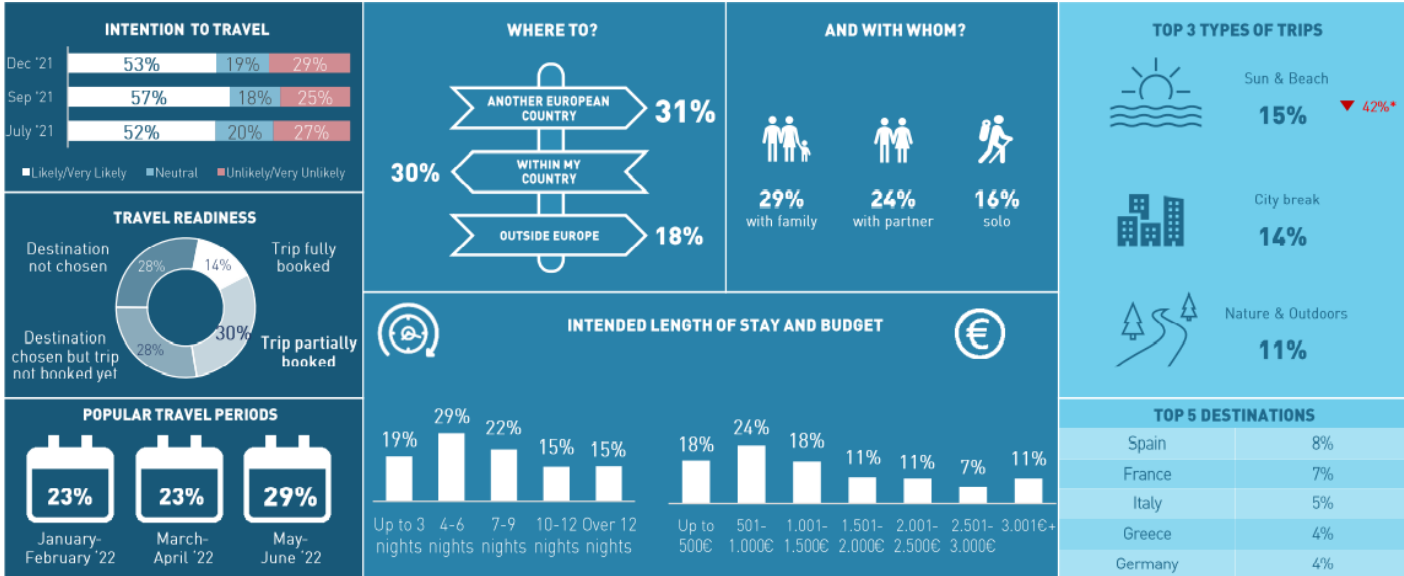 INTENTION TO TRAVEL
Dec '21
53%
19%
29%
Sep '21
57%
18%
25%
July '21
52%
20%
27%
Likely/Very Likely
Neutral
Unlikely/Very Unlikely
TRAVEL READINESS
Destination
not chosen
28%
14%
Trip fully
booked
Destination
chosen but trip
not booked yet
28%
30%
Trip partially
booked
POPULAR TRAVEL PERIODS
23%
January-
February '22
23%
March-
April '22
29%
May-
June '22
WHERE TO?
ANOTHER EUROPEAN
COUNTRY
31%
30%
WITHIN MY
COUNTRY
OUTSIDE EUROPE
18%
AND WITH WHOM?
29%
with family
24%
with partner
16%
solo
INTENDED LENGTH OF STAY AND BUDGET
€
19%
29%
22%
15%
15%
Up to 3
nights
4-6
nights
7-9
nights
10-12
nights
Over 12
nights
18%
24%
18%
11%
11%
7%
11%
Up to
500€
501-
1.000€
1.001-
1.500€
1.501-
2.000€
2.001-
2.500€
2.501-
3.000€
3.001€+
TOP 3 TYPES OF TRIPS
Sun & Beach
15%
42%*
City break
14%
Nature & Outdoors
11%
TOP 5 DESTINATIONS
Spain 8%
France 7%
Italy 5%
Greece 4%
Germany 4%